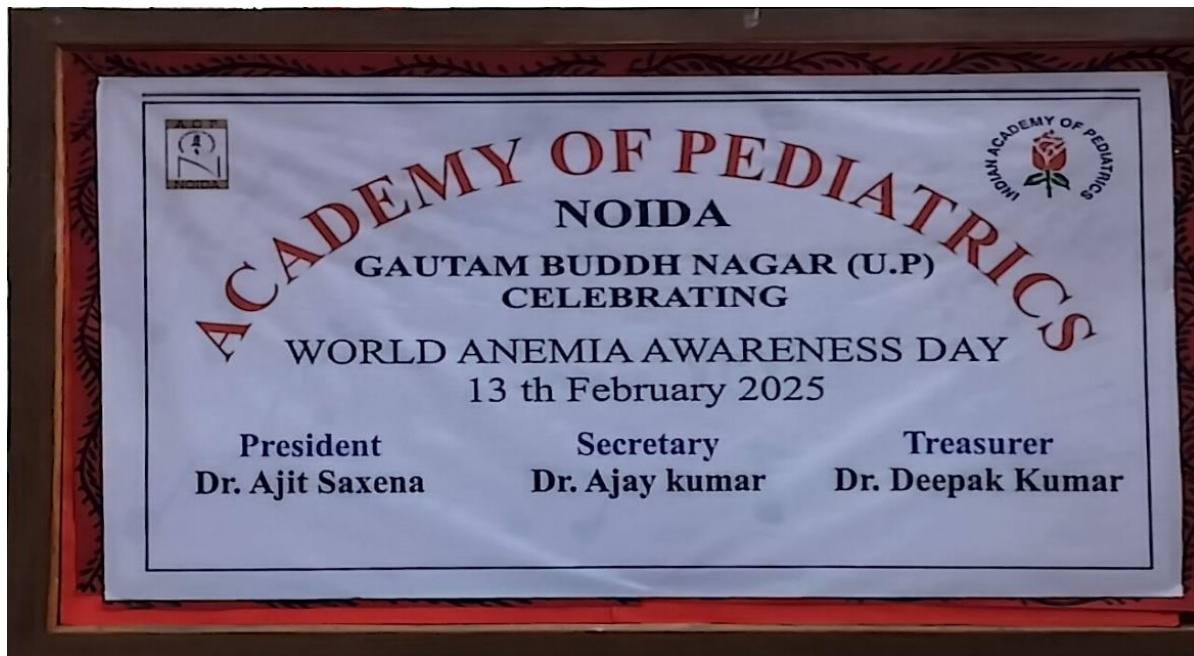 ACADEMY OF PEDIATRICS
NOIDA
INDIAN ACADEMY OF PEDIATRICS
NOIDA
GAUTAM BUDDH NAGAR (U.P)
CELEBRATING
WORLD ANEMIA AWARENESS DAY
13 th February 2025
President
Secretary
Treasurer
Dr. Ajit Saxena
Dr. Ajay kumar
Dr. Deepak Kumar